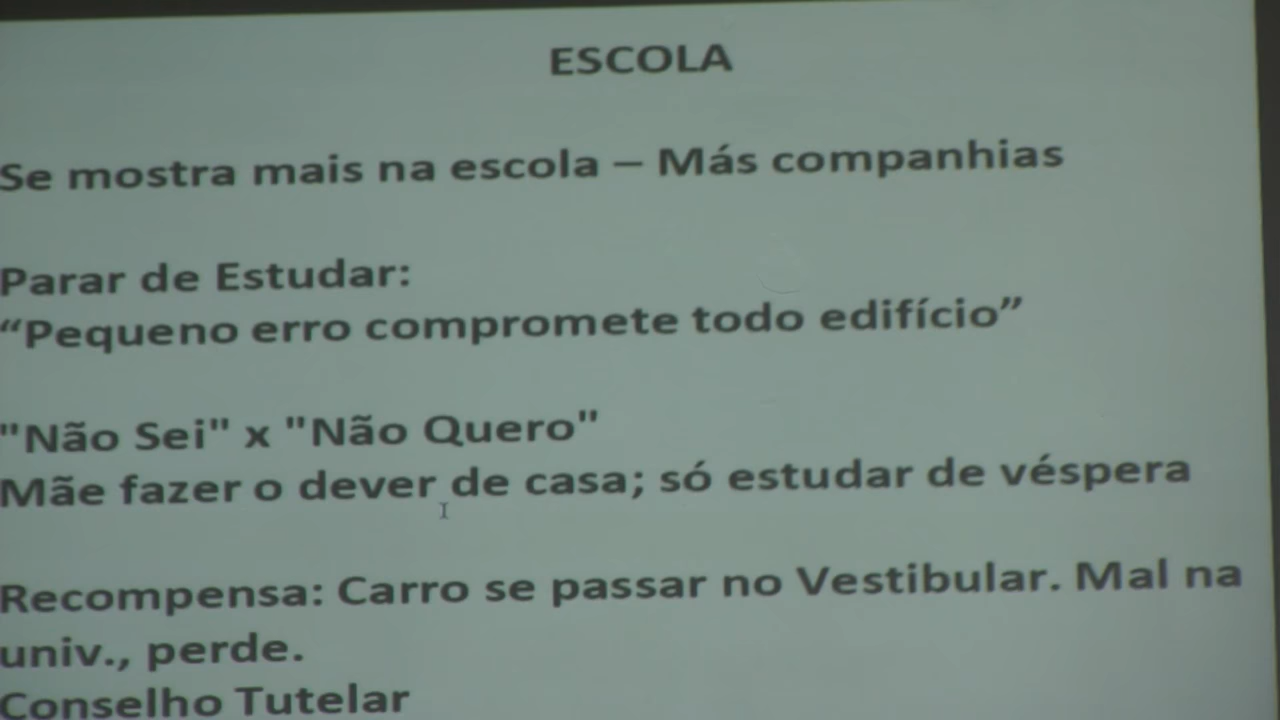 ESCOLA
Se mostra mais na escola – Más companhias
Parar de Estudar:
“Pequeno erro compromete todo edifício”
"Não Sei" x "Não Quero"
Mãe fazer o dever de casa; só estudar de véspera
Recompensa: Carro se passar no Vestibular. Mal na
univ., perde.
Conselho Tutelar